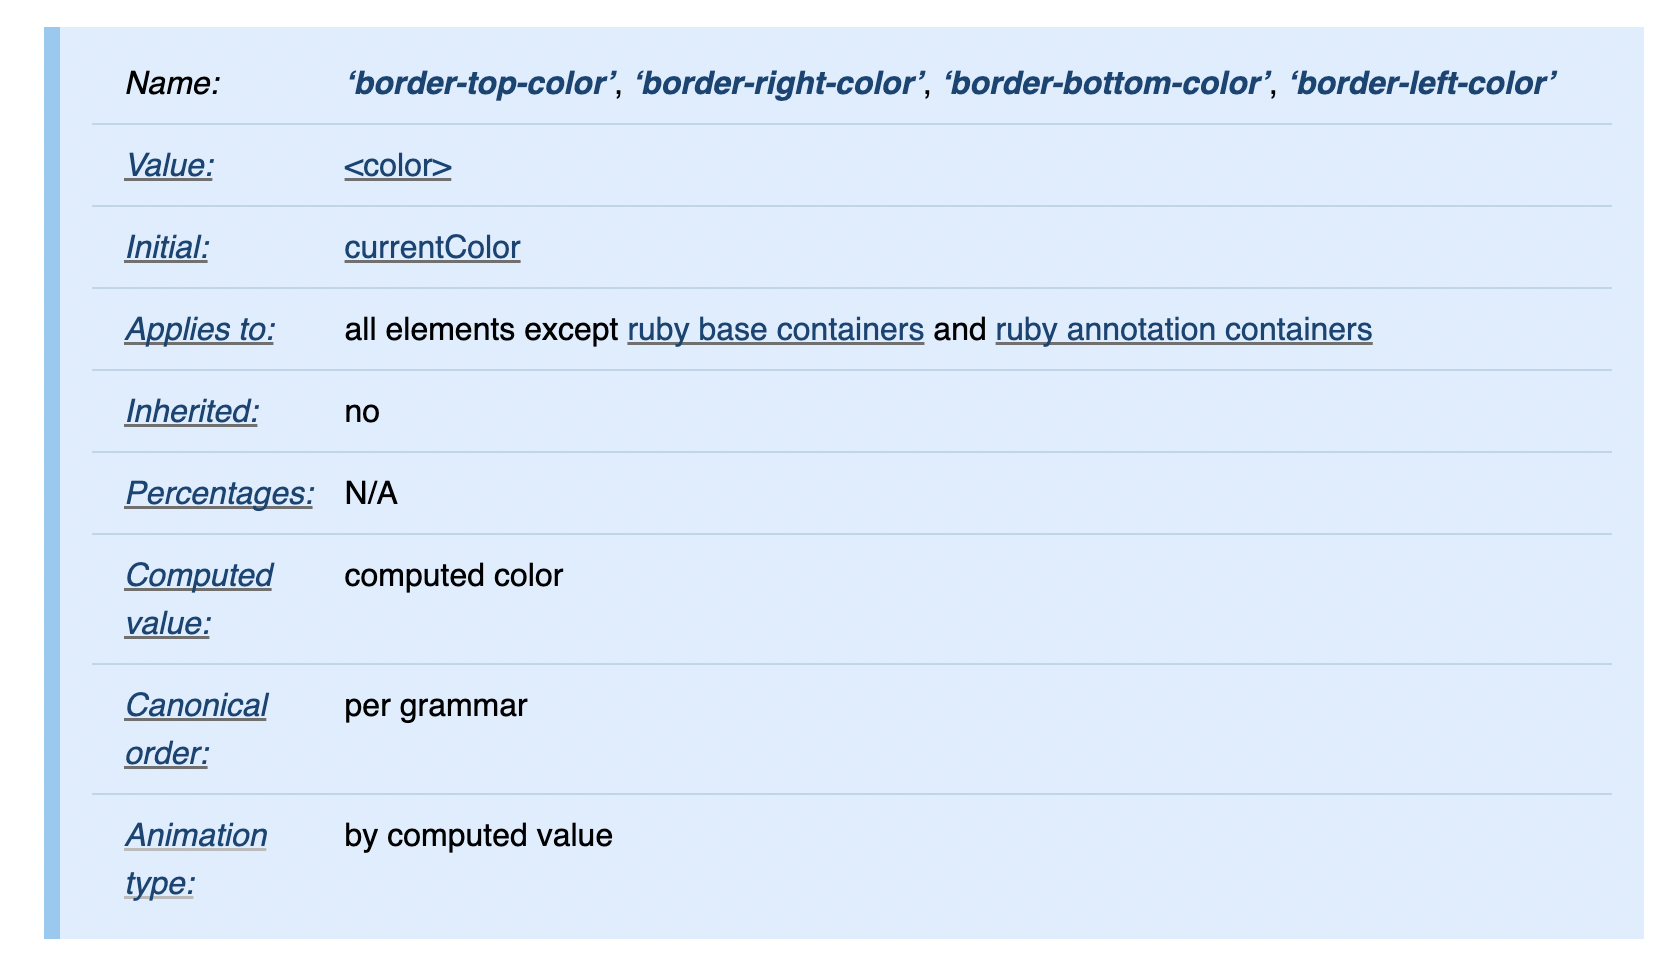 Name: ‘border-top-color’, ‘border-right-color’, ‘border-bottom-color’, ‘border-left-color’
Value: <color>
Initial: currentColor
Applies to: all elements except ruby base containers and ruby annotation containers
Inherited: no
Percentages: N/A
Computed computed color
value:
Canonical per grammar
order:
Animation by computed value
type: